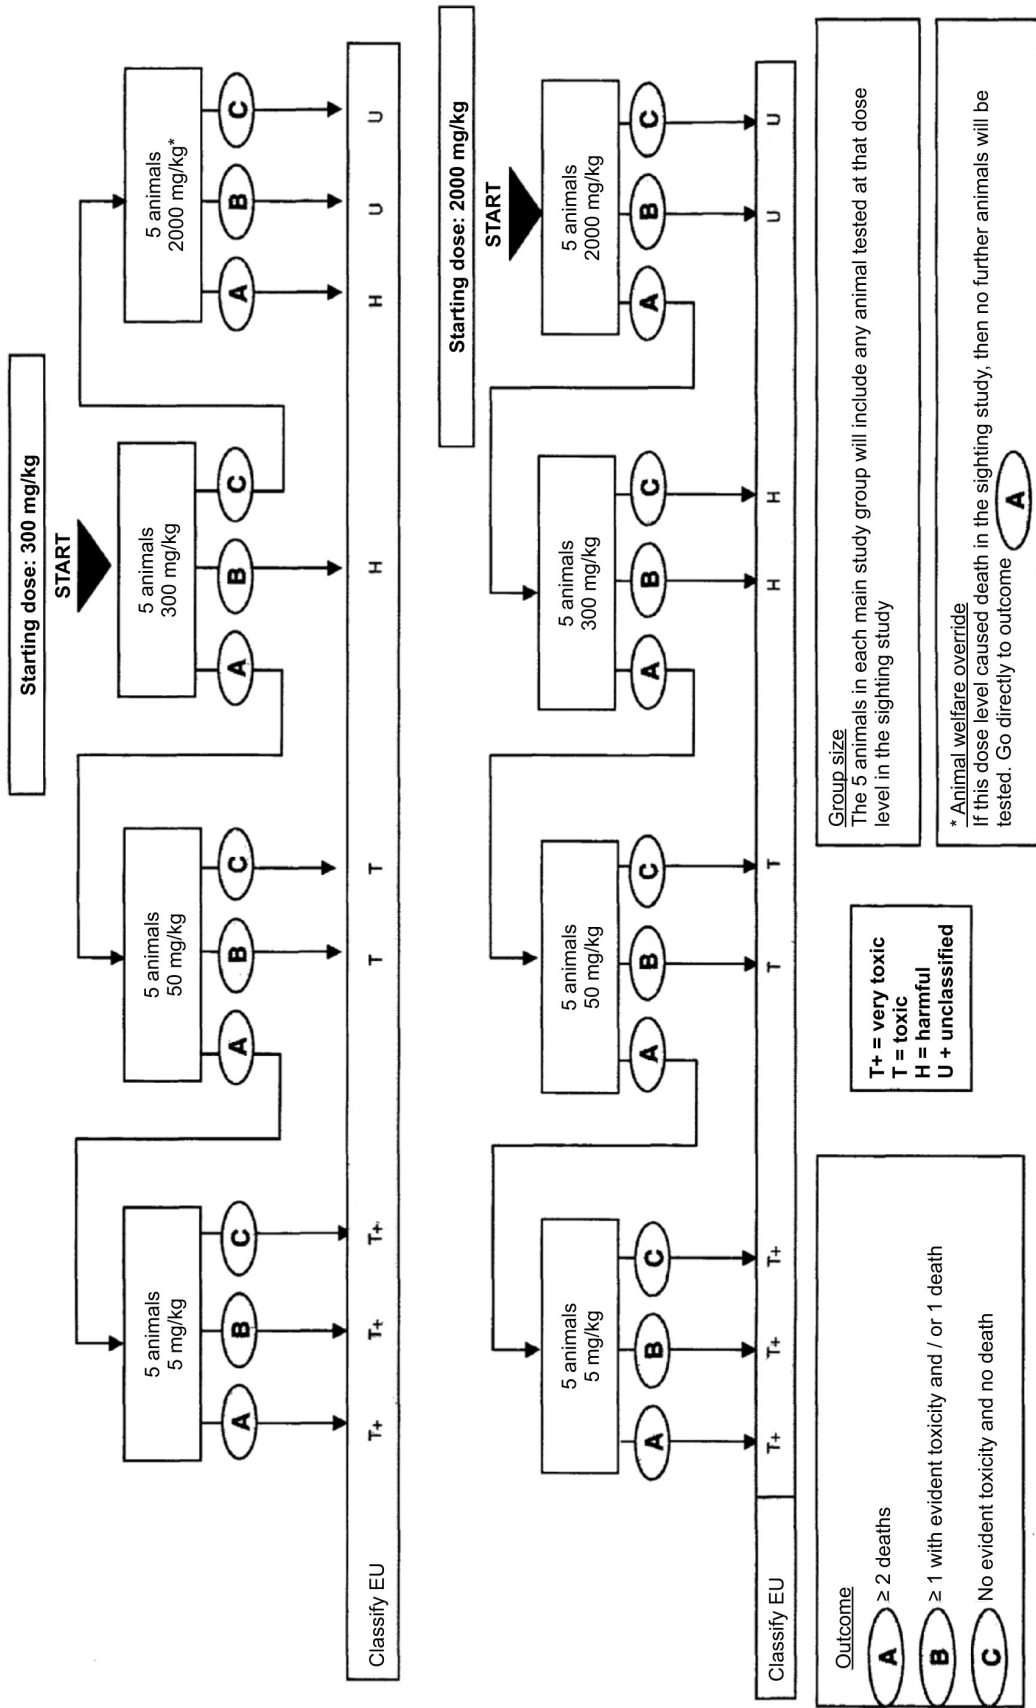 Starting dose: 300 mg/kg
START
5 animals
5 mg/kg
5 animals
50 mg/kg
5 animals
300 mg/kg
5 animals
2000 mg/kg*
A
B
C
A
B
C
A
B
C
A
B
C
Classify EU
T+
T+
T+
T
T
H
H
U
U
Starting dose: 2000 mg/kg
START
5 animals
5 mg/kg
5 animals
50 mg/kg
5 animals
300 mg/kg
5 animals
2000 mg/kg
A
B
C
A
B
C
A
B
C
A
B
C
Classify EU
T+
T+
T+
T
T
H
H
U
U
Outcome
A ≥ 2 deaths
B ≥ 1 with evident toxicity and / or 1 death
C No evident toxicity and no death
T+ = very toxic
T = toxic
H = harmful
U + unclassified
Group size
The 5 animals in each main study group will include any animal tested at that dose
level in the sighting study
* Animal welfare override
If this dose level caused death in the sighting study, then no further animals will be
tested. Go directly to outcome A